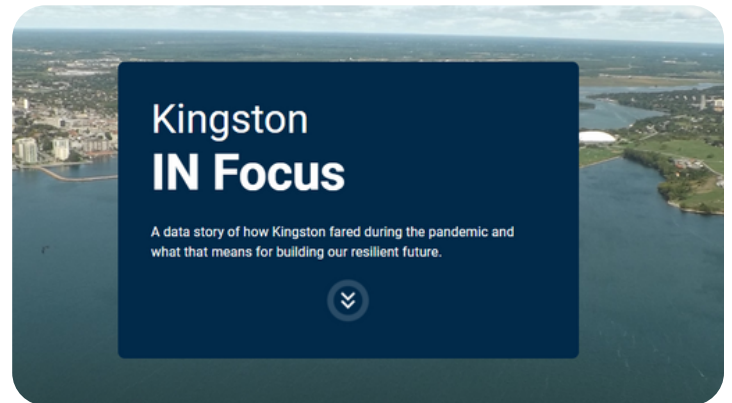 Kingston
IN Focus
A data story of how Kingston fared during the pandemic and
what that means for building our resilient future.